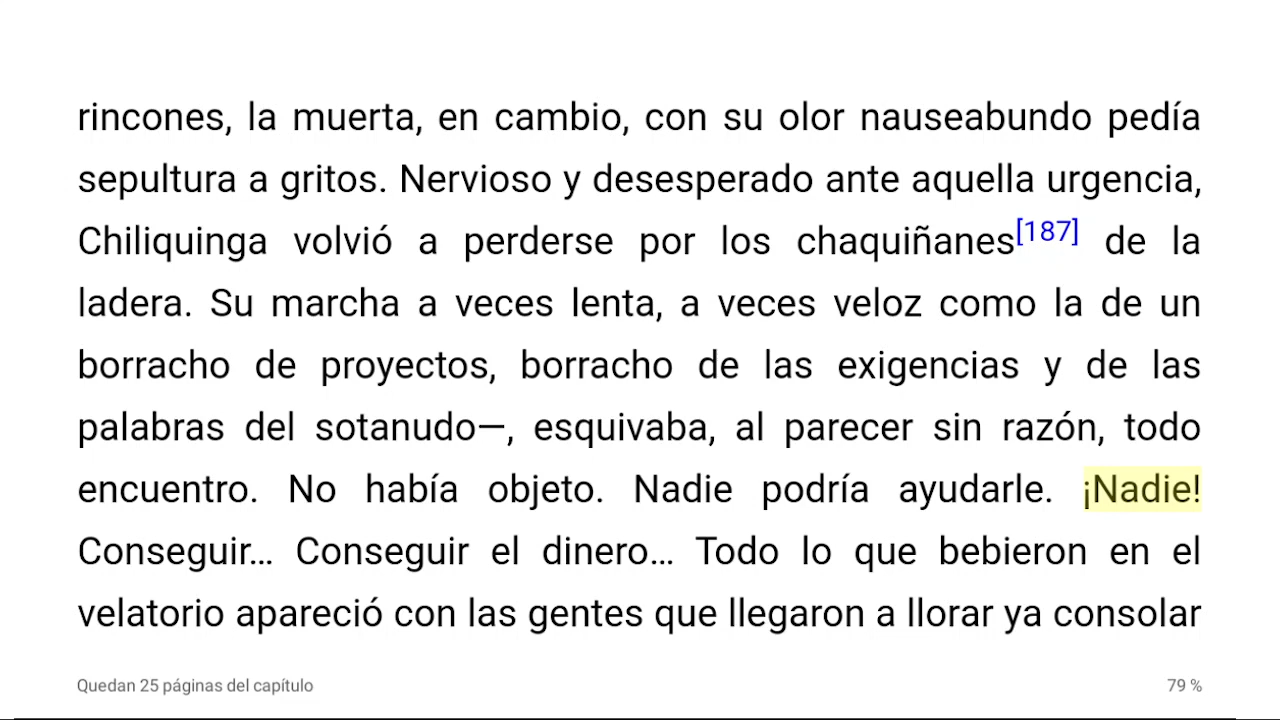 rincones, la muerta, en cambio, con su olor nauseabundo pedía
sepultura a gritos. Nervioso y desesperado ante aquella urgencia,
Chiliquinga volvió a perderse por los chaquiñanes[187] de la
ladera. Su marcha a veces lenta, a veces veloz como la de un
borracho de proyectos, borracho de las exigencias y de las
palabras del sotanudo—, esquivaba, al parecer sin razón, todo
encuentro. No había objeto. Nadie podría ayudarle. ¡Nadie!
Conseguir… Conseguir el dinero… Todo lo que bebieron en el
velatorio apareció con las gentes que llegaron a llorar ya consolar
Quedan 25 páginas del capítulo
79 %